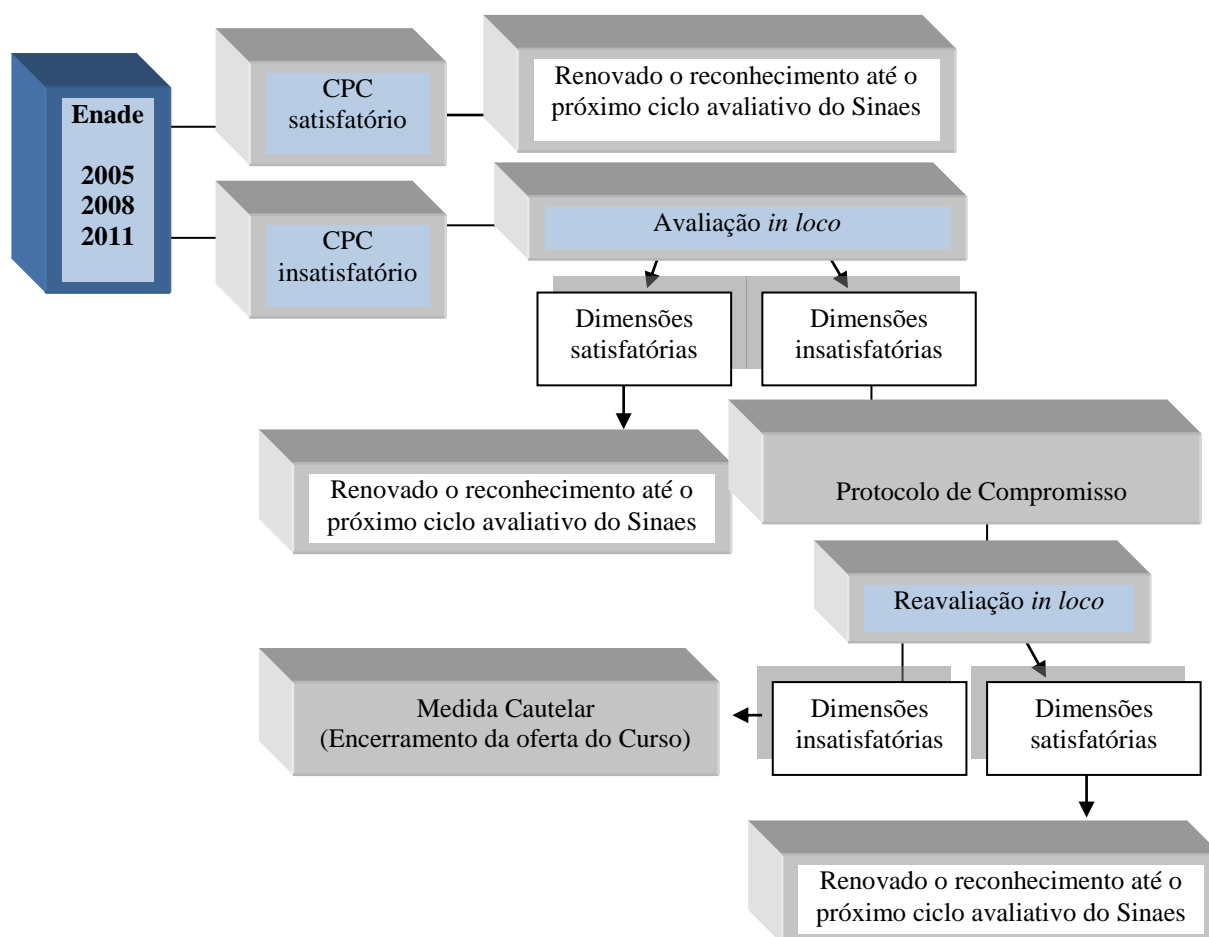 Enade
2005
2008
2011
CPC
satisfatório
Renovado o reconhecimento até o
próximo ciclo avaliativo do Sinaes
CPC
insatisfatório
Avaliação in loco
Dimensões
satisfatórias
Dimensões
insatisfatórias
Renovado o reconhecimento até o
próximo ciclo avaliativo do Sinaes
Protocolo de Compromisso
Reavaliação in loco
Medida Cautelar
(Encerramento da oferta do Curso)
Dimensões
insatisfatórias
Dimensões
satisfatórias
Renovado o reconhecimento até o
próximo ciclo avaliativo do Sinaes